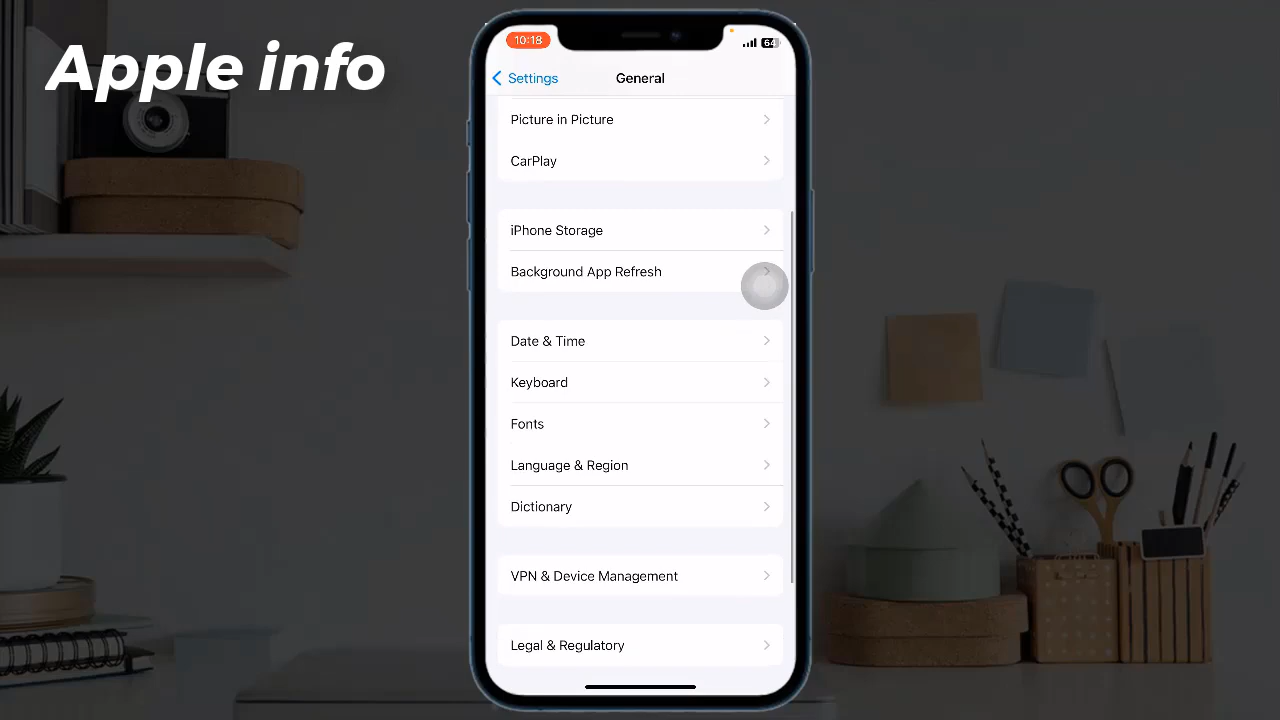 Apple info
10:18
64
Settings
General
Picture in Picture
CarPlay
iPhone Storage
Background App Refresh
Date & Time
Keyboard
Fonts
Language & Region
Dictionary
VPN & Device Management
Legal & Regulatory